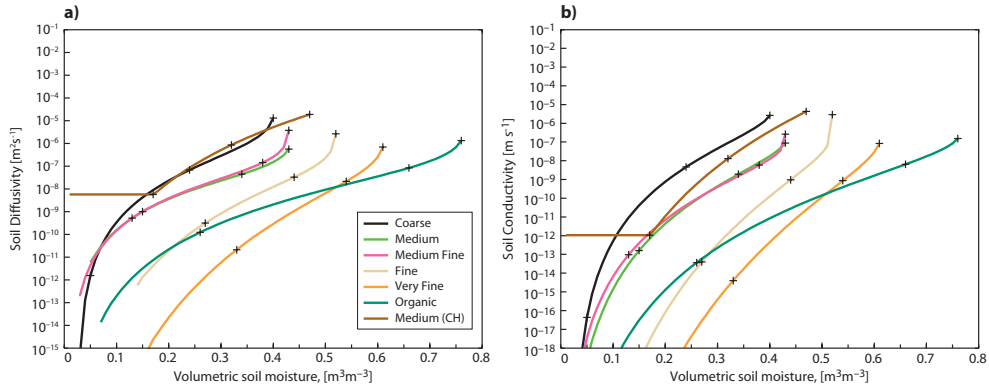 a)
Soil Diffusivity [m²s⁻¹]
10⁻¹
10⁻²
10⁻³
10⁻⁴
10⁻⁵
10⁻⁶
10⁻⁷
10⁻⁸
10⁻⁹
10⁻¹⁰
10⁻¹¹
10⁻¹²
10⁻¹³
10⁻¹⁴
10⁻¹⁵
Coarse
Medium
Medium Fine
Fine
Very Fine
Organic
Medium (CH)
0 0.1 0.2 0.3 0.4 0.5 0.6 0.7 0.8
Volumetric soil moisture, [m³m⁻³]
b)
Soil Conductivity [m s⁻¹]
10⁻¹
10⁻²
10⁻³
10⁻⁴
10⁻⁵
10⁻⁶
10⁻⁷
10⁻⁸
10⁻⁹
10⁻¹⁰
10⁻¹¹
10⁻¹²
10⁻¹³
10⁻¹⁴
10⁻¹⁵
10⁻¹⁶
10⁻¹⁷
10⁻¹⁸
0 0.1 0.2 0.3 0.4 0.5 0.6 0.7 0.8
Volumetric soil moisture, [m³m⁻³]